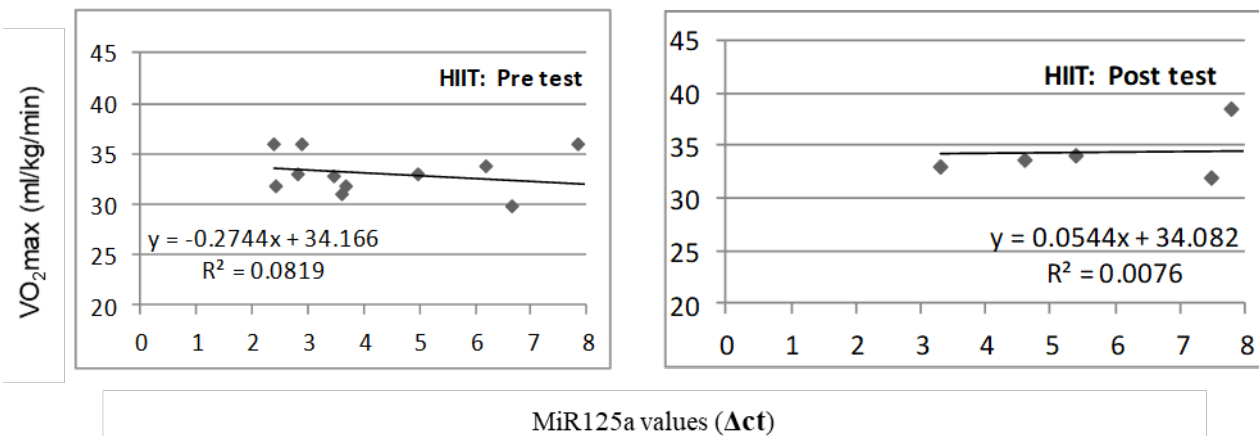 VO₂max (ml/kg/min)
45
40
35
30
25
20
0 1 2 3 4 5 6 7 8
HIIT: Pre test
y = -0.2744x + 34.166
R² = 0.0819
45
40
35
30
25
20
0 1 2 3 4 5 6 7 8
HIIT: Post test
y = 0.0544x + 34.082
R² = 0.0076
MiR125a values (Δct)